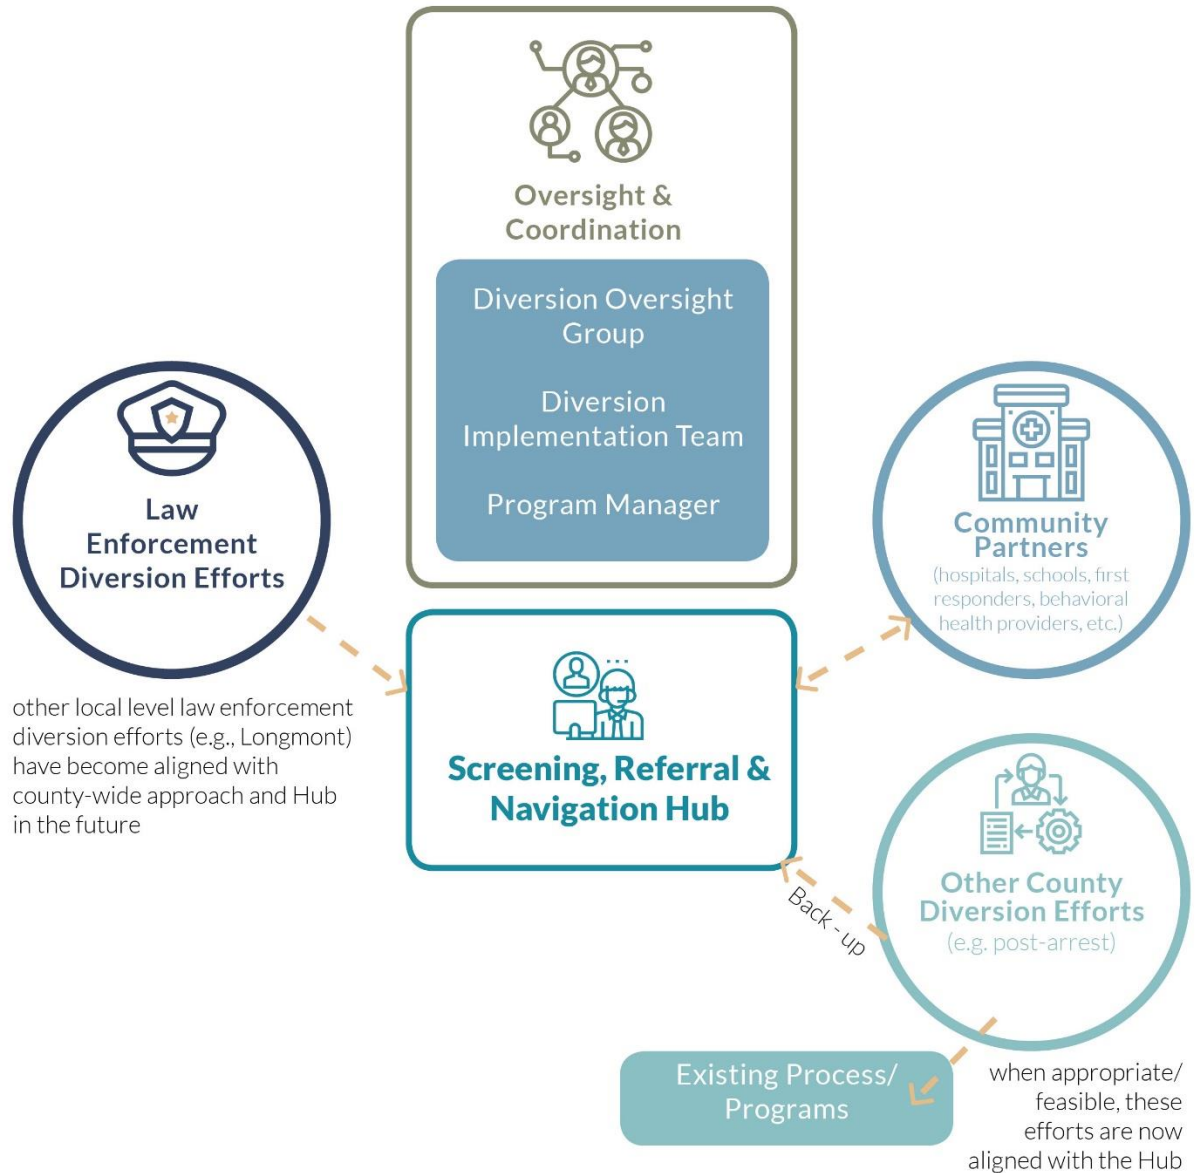 Oversight &
Coordination
Diversion Oversight
Group
Diversion
Implementation Team
Program Manager
Law
Enforcement
Diversion Efforts
other local level law enforcement
diversion efforts (e.g., Longmont)
have become aligned with
county-wide approach and Hub
in the future
Screening, Referral &
Navigation Hub
Community
Partners
(hospitals, schools, first
responders, behavioral
health providers, etc.)
Other County
Diversion Efforts
(e.g. post-arrest)
Back - up
Existing Process/
Programs
when appropriate/
feasible, these
efforts are now
aligned with the Hub